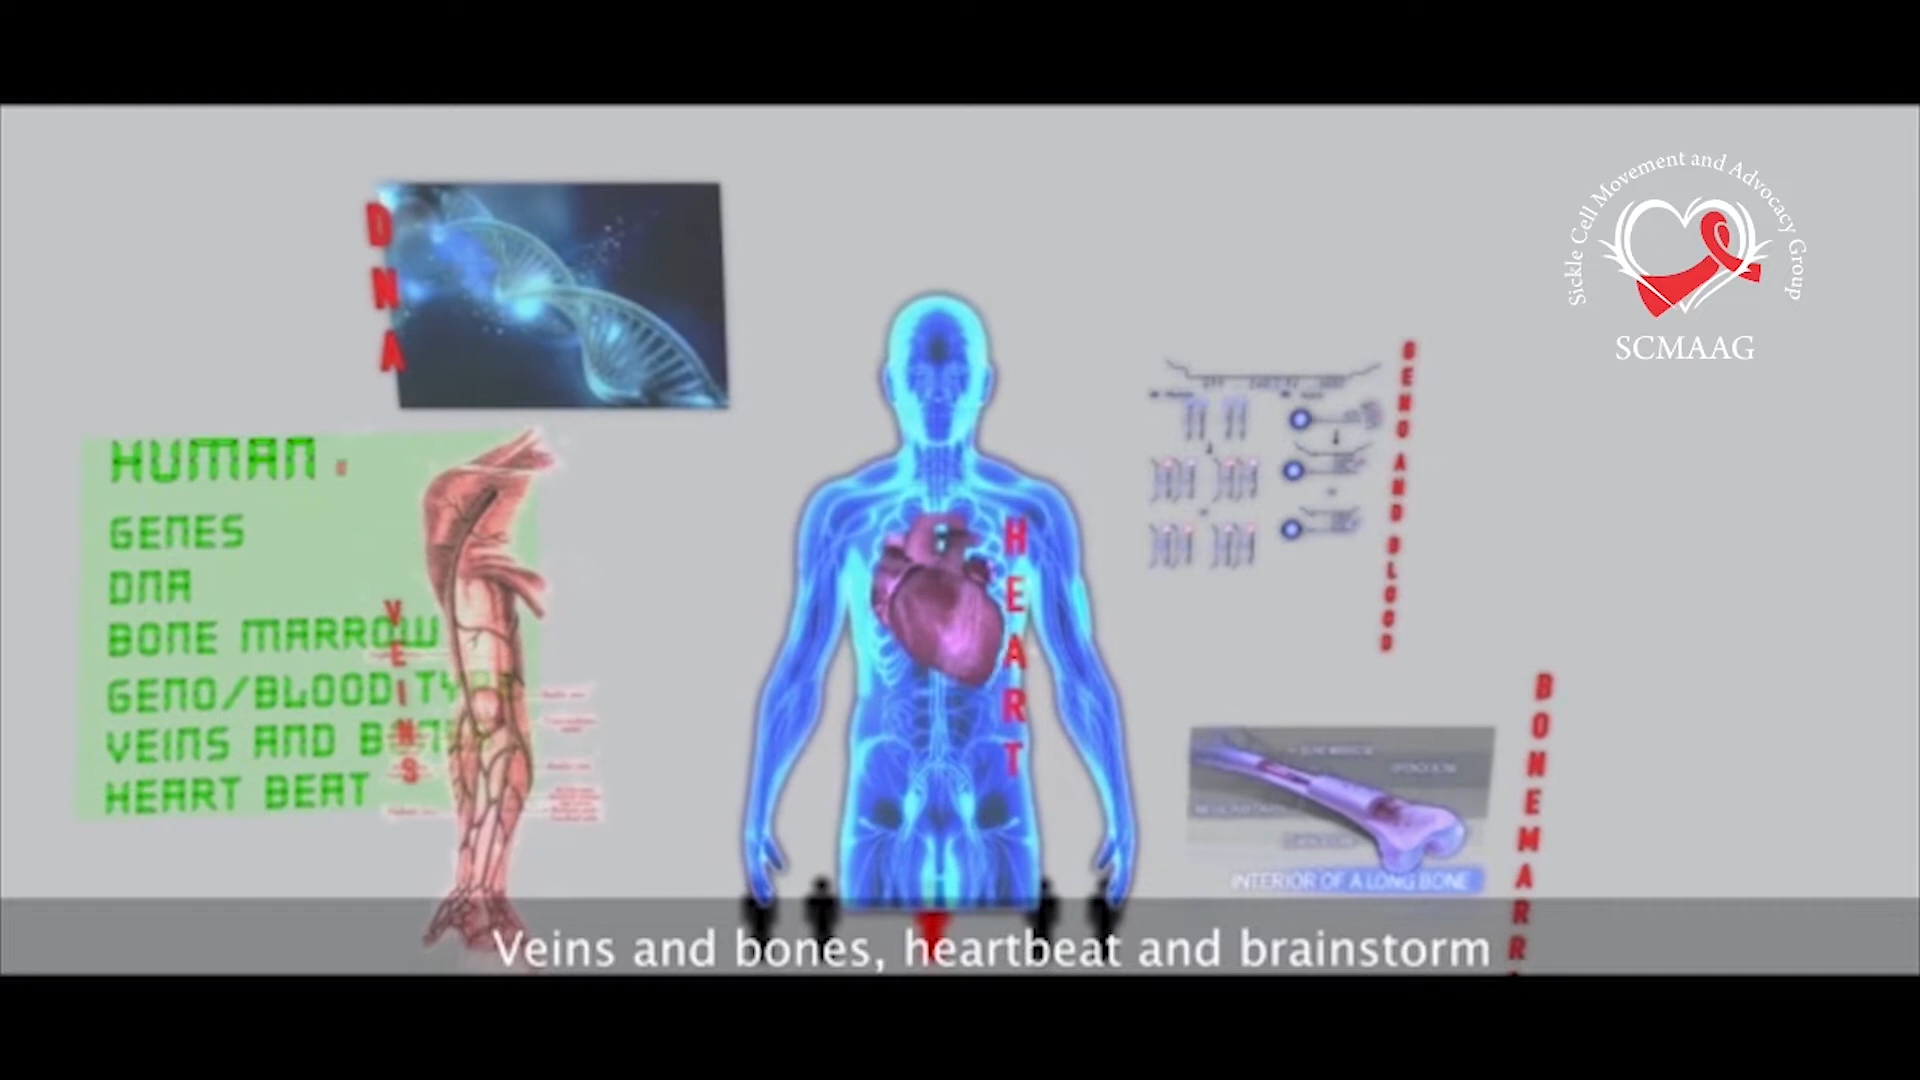 Sickle Cell Movement and Advocacy Group
SCMAAG
DNA
HUMAN
GENES
DNA
BONE MARROW
GENO/BLOOD TY
VEINS AND B
HEART BEAT
VEINS
HEART
GENO AND BLOOD
BONEMARR
INTERIOR OF A LONG BONE
Veins and bones, heartbeat and brainstorm